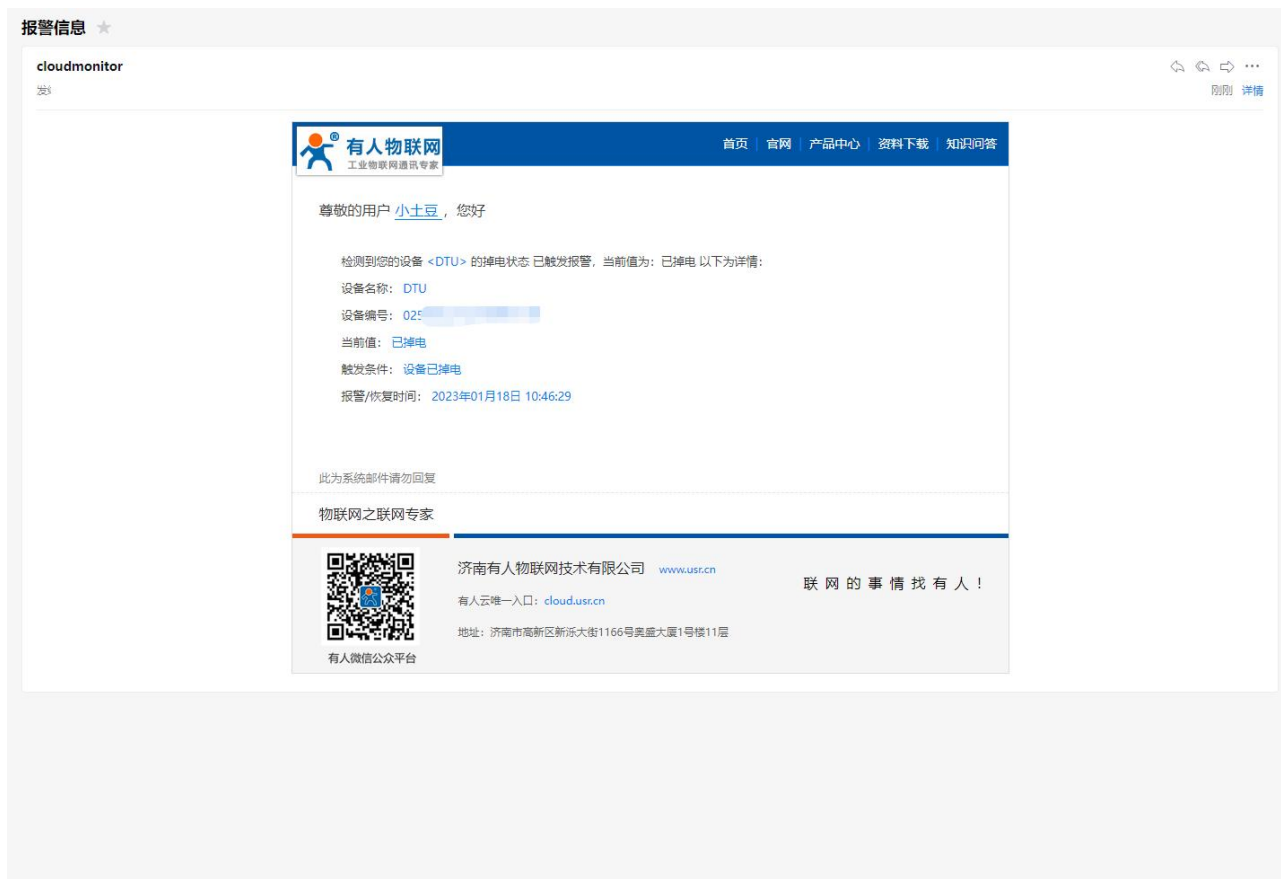 报警信息
cloudmonitor
刚刚 详情
有人物联网®
工业物联网通讯专家
首页 官网 产品中心 资料下载 知识问答
尊敬的用户 小土豆 ，您好
检测到您的设备 <DTU> 的掉电状态 已触发报警，当前值为：已掉电 以下为详情：
设备名称： DTU
设备编号： 025
当前值： 已掉电
触发条件： 设备已掉电
报警/恢复时间： 2023年01月18日 10:46:29
此为系统邮件请勿回复
物联网之联网专家
济南有人物联网技术有限公司 www.usr.cn
联网的事情找有人！
有人云唯一入口：cloud.usr.cn
地址：济南市高新区新泺大街1166号奥盛大厦1号楼11层
有人微信公众平台